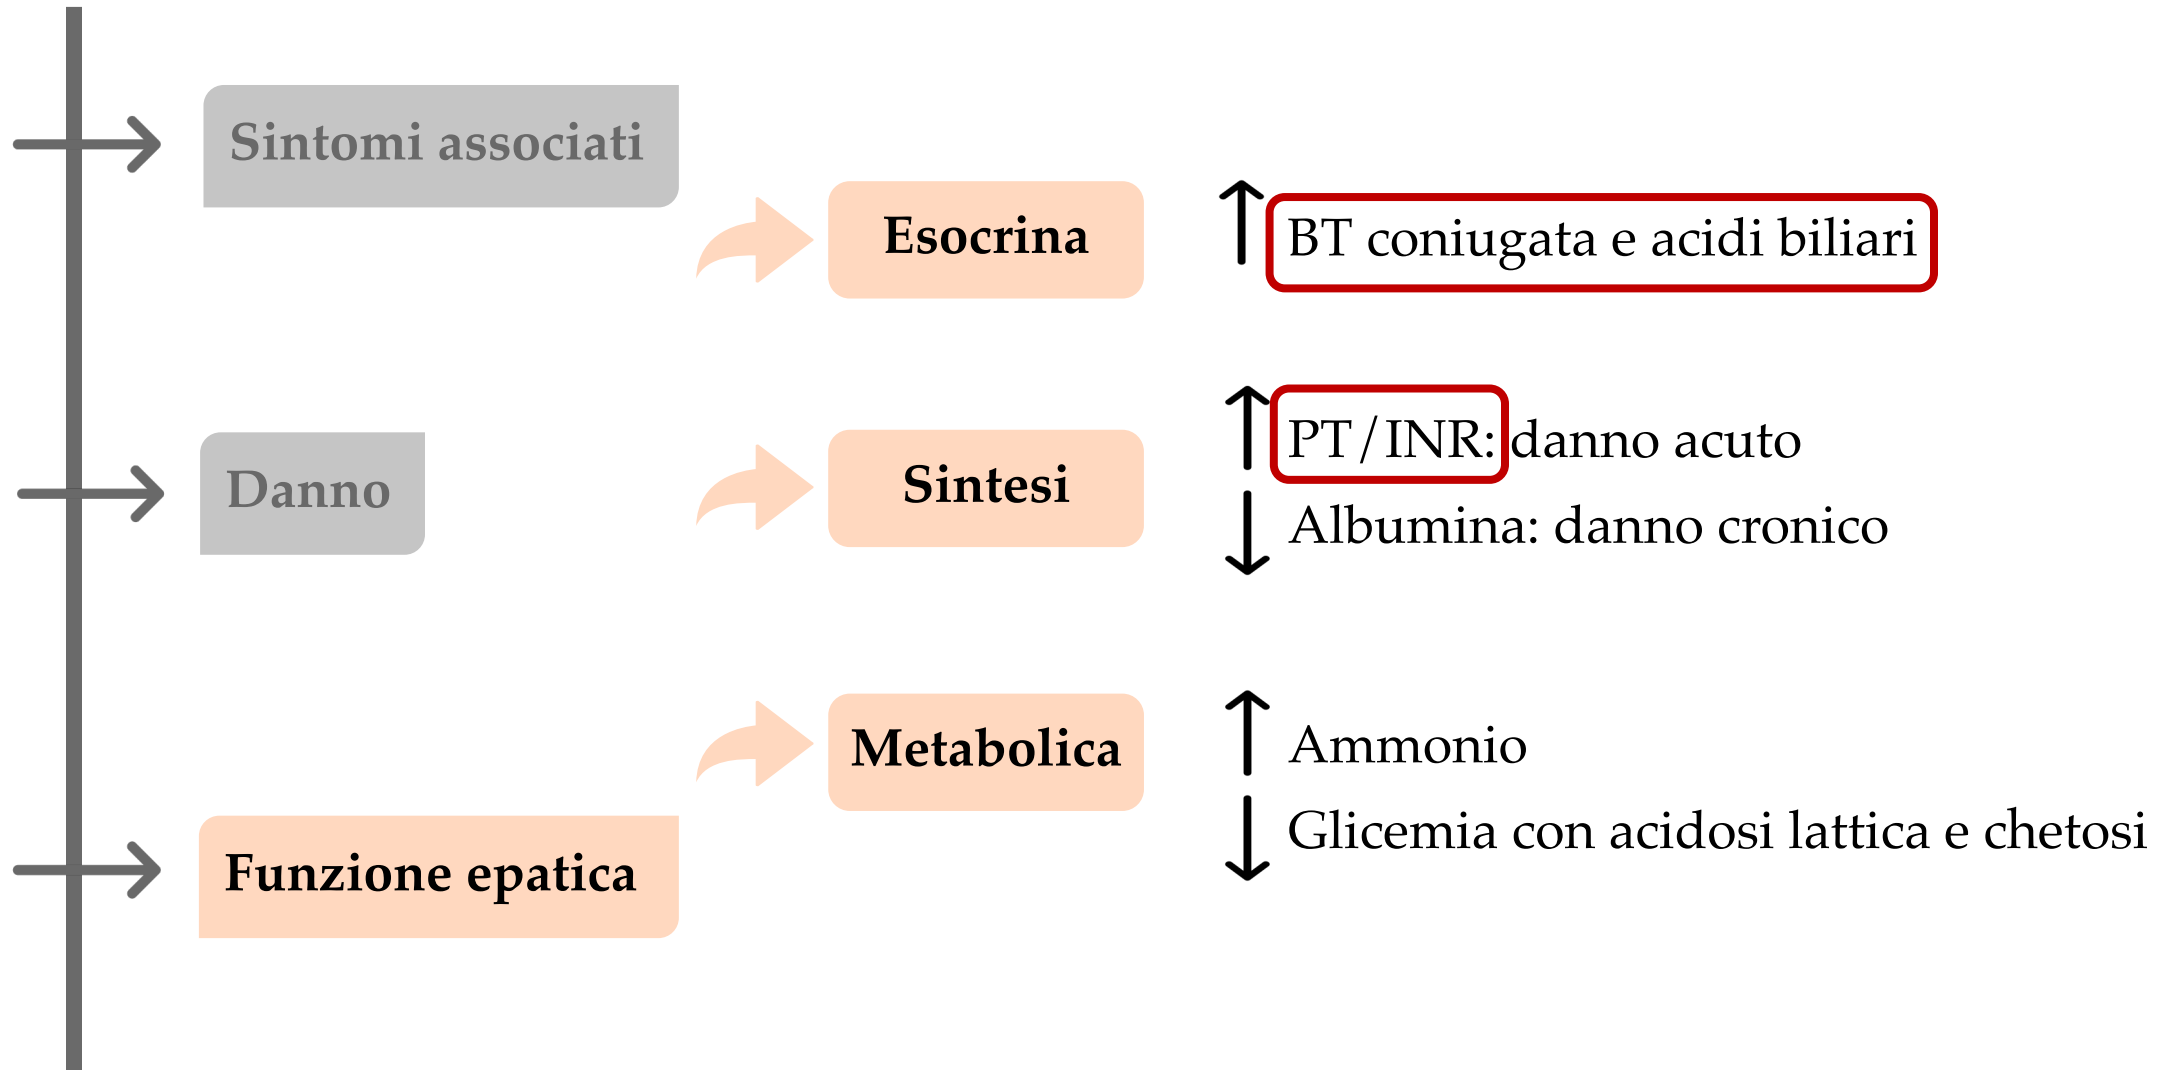 Sintomi associati
Esocrina
BT coniugata e acidi biliari
Danno
Sintesi
PT/INR: danno acuto
Albumina: danno cronico
Funzione epatica
Metabolica
Ammonio
Glicemia con acidosi lattica e chetosi